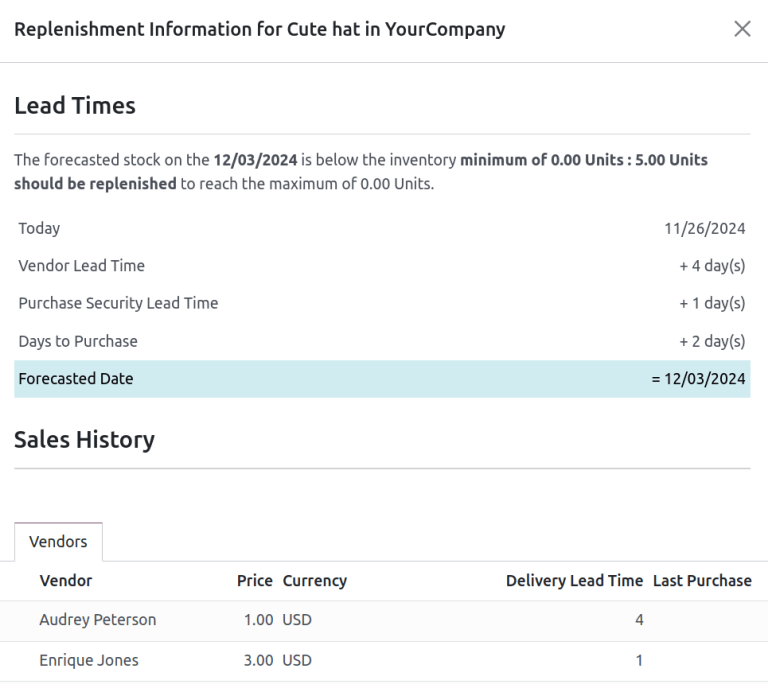 Replenishment Information for Cute hat in YourCompany
Lead Times
The forecasted stock on the 12/03/2024 is below the inventory minimum of 0.00 Units : 5.00 Units
should be replenished to reach the maximum of 0.00 Units.
Today 11/26/2024
Vendor Lead Time + 4 day(s)
Purchase Security Lead Time + 1 day(s)
Days to Purchase + 2 day(s)
Forecasted Date = 12/03/2024
Sales History
Vendors
Vendor Price Currency Delivery Lead Time Last Purchase
Audrey Peterson 1.00 USD 4
Enrique Jones 3.00 USD 1